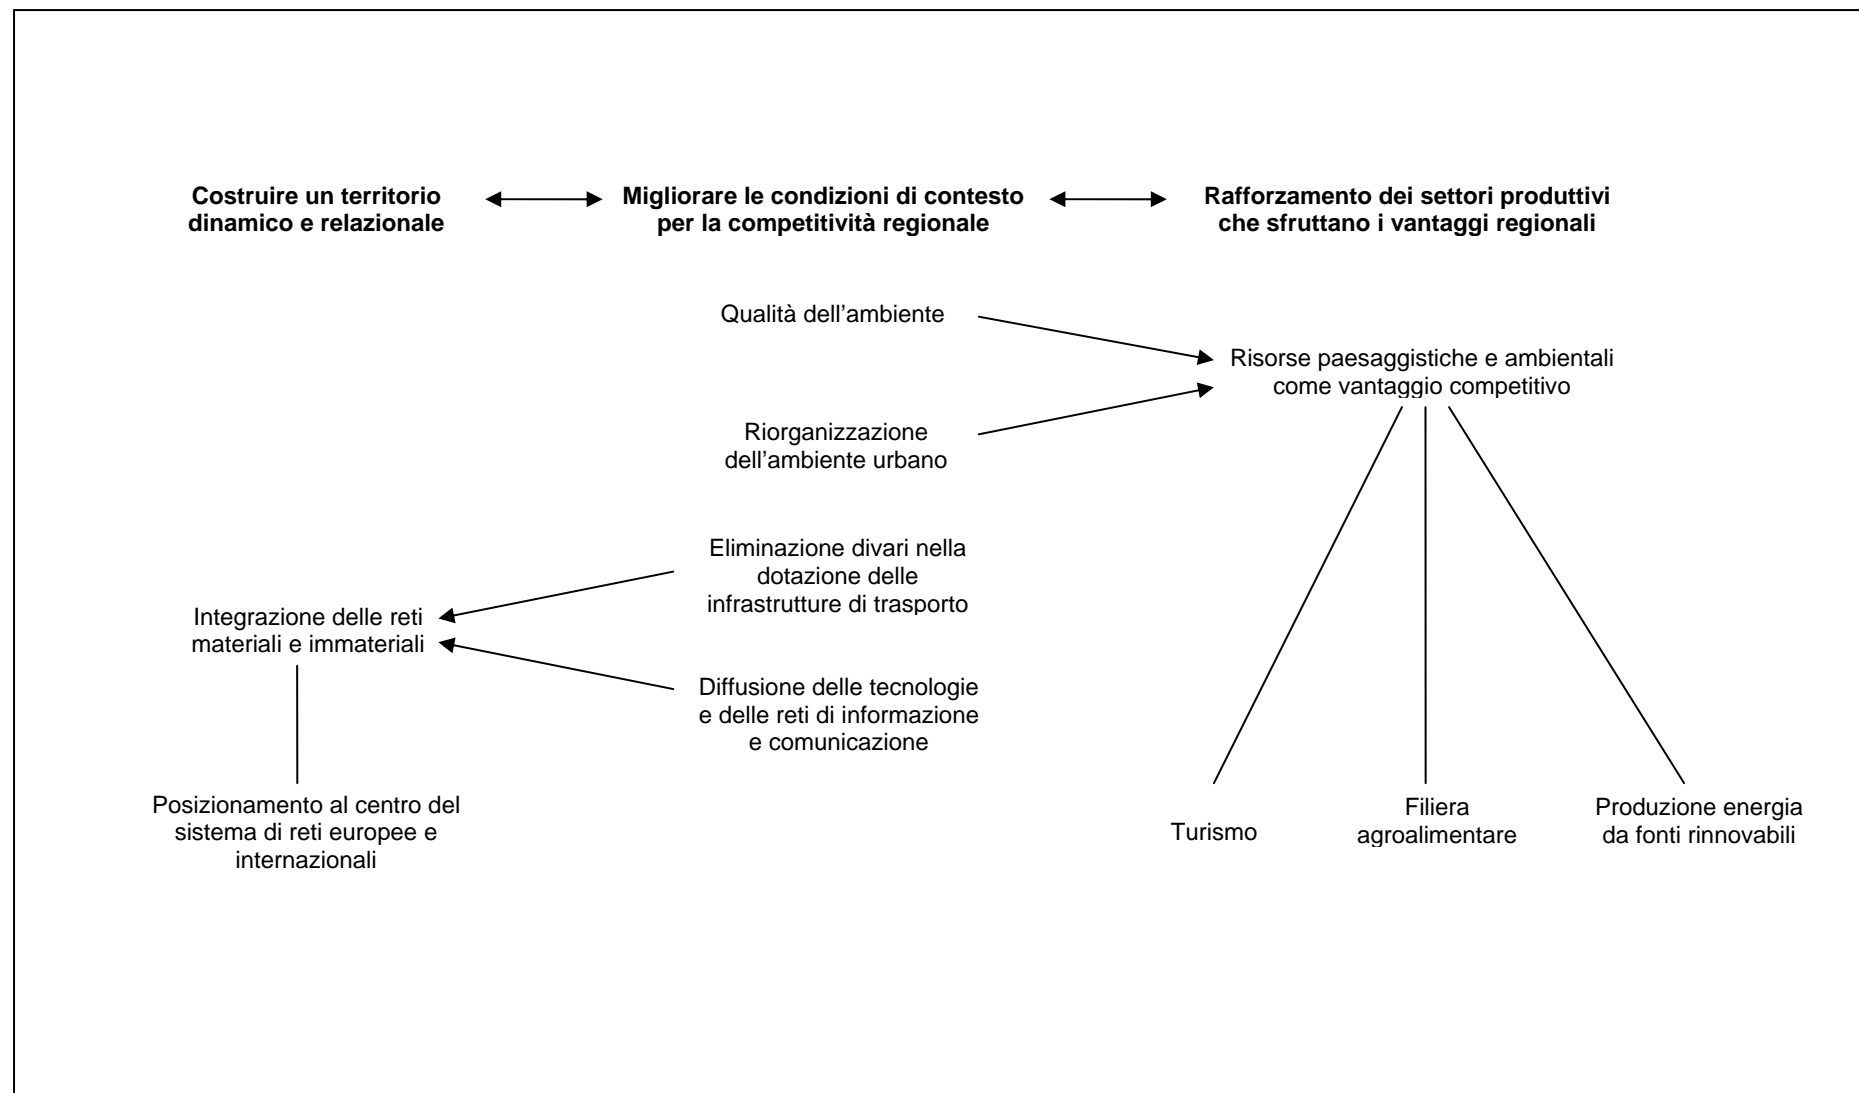 Costruire un territorio
dinamico e relazionale
Migliorare le condizioni di contesto
per la competitività regionale
Rafforzamento dei settori produttivi
che sfruttano i vantaggi regionali
Qualità dell’ambiente
Risorse paesaggistiche e ambientali
come vantaggio competitivo
Riorganizzazione
dell’ambiente urbano
Eliminazione divari nella
dotazione delle
infrastrutture di trasporto
Integrazione delle reti
materiali e immateriali
Diffusione delle tecnologie
e delle reti di informazione
e comunicazione
Posizionamento al centro del
sistema di reti europee e
internazionali
Turismo
Filiera
agroalimentare
Produzione energia
da fonti rinnovabili